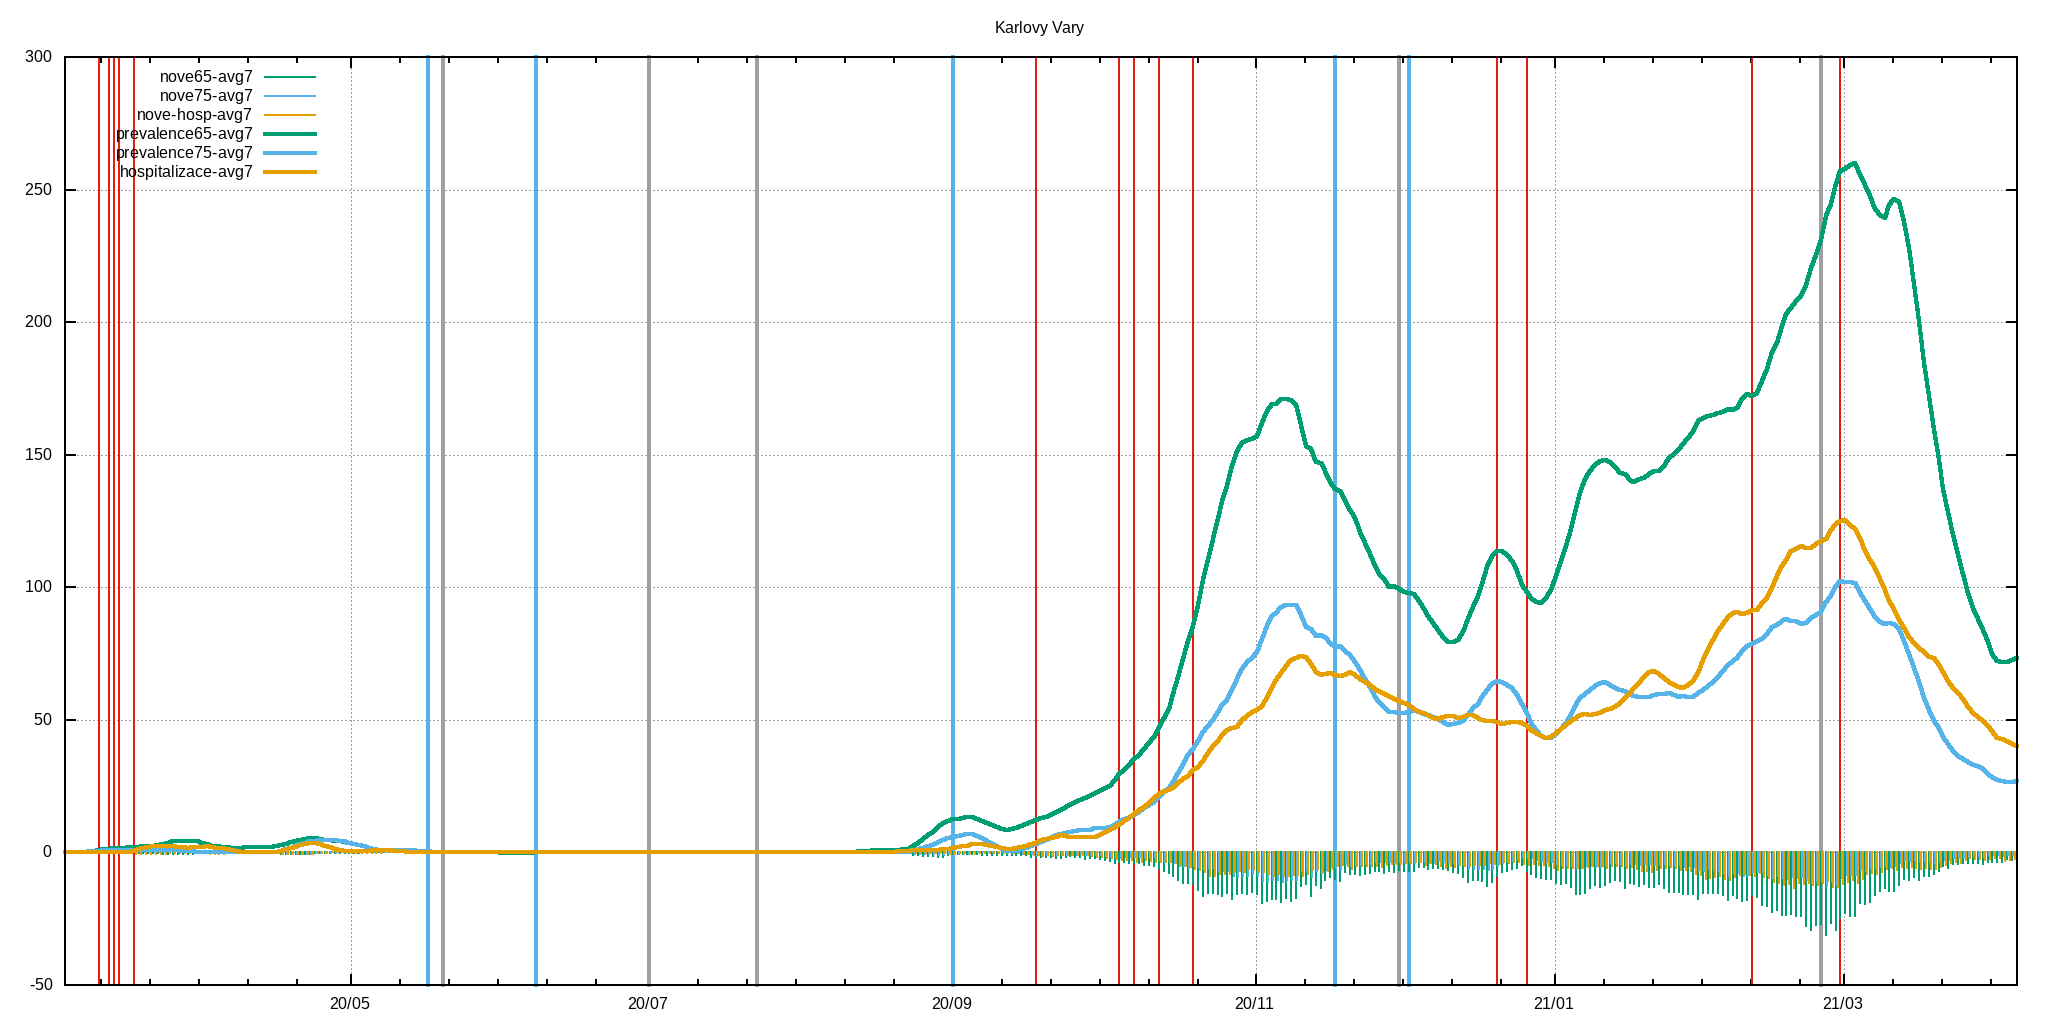 Karlovy Vary
300
250
200
150
100
50
0
-50
nove65-avg7
nove75-avg7
nove-hosp-avg7
prevalence65-avg7
prevalence75-avg7
hospitalizace-avg7
20/05
20/07
20/09
20/11
21/01
21/03